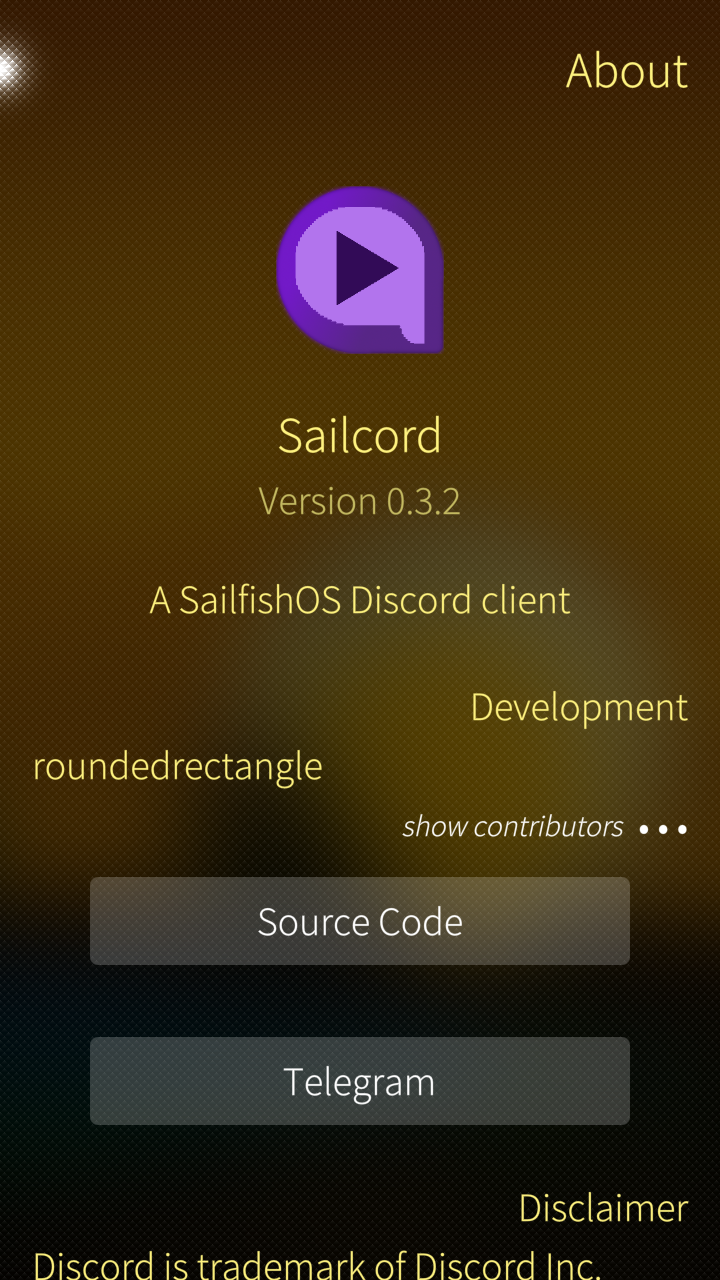 About
Sailcord
Version 0.3.2
A SailfishOS Discord client
Development
roundedrectangle
show contributors
Source Code
Telegram
Disclaimer
Discord is trademark of Discord Inc.